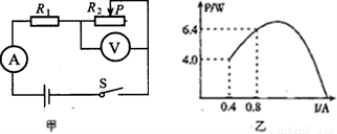 R₁ R₂ P
A V
S
甲
P/W
6.4
4.0
0.4 0.8 I/A
乙